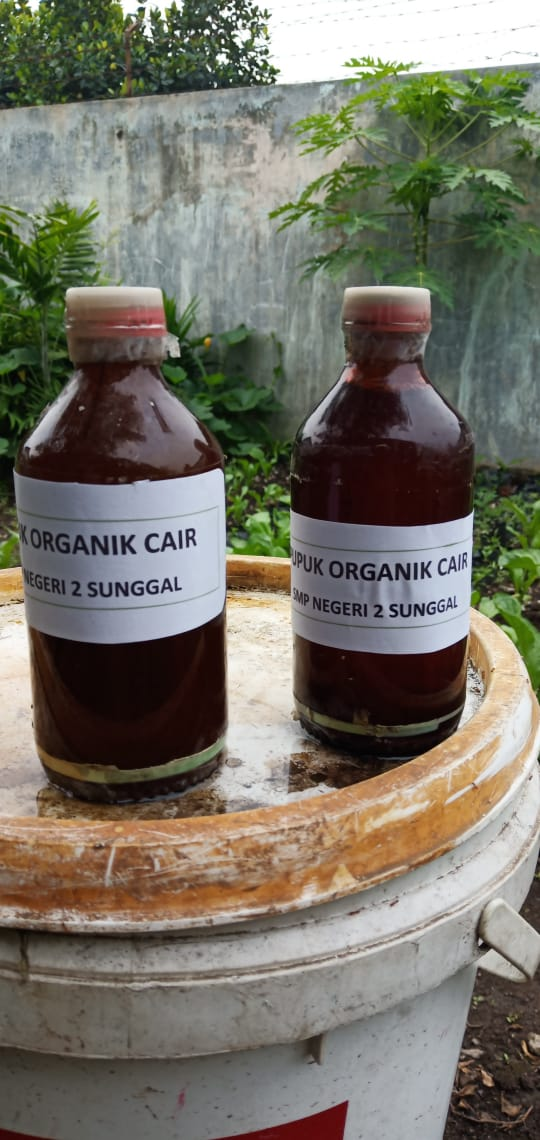 K ORGANIK CAIR
NEGERI 2 SUNGGAL
UPUK ORGANIK CAIR
SMP NEGERI 2 SUNGGAL